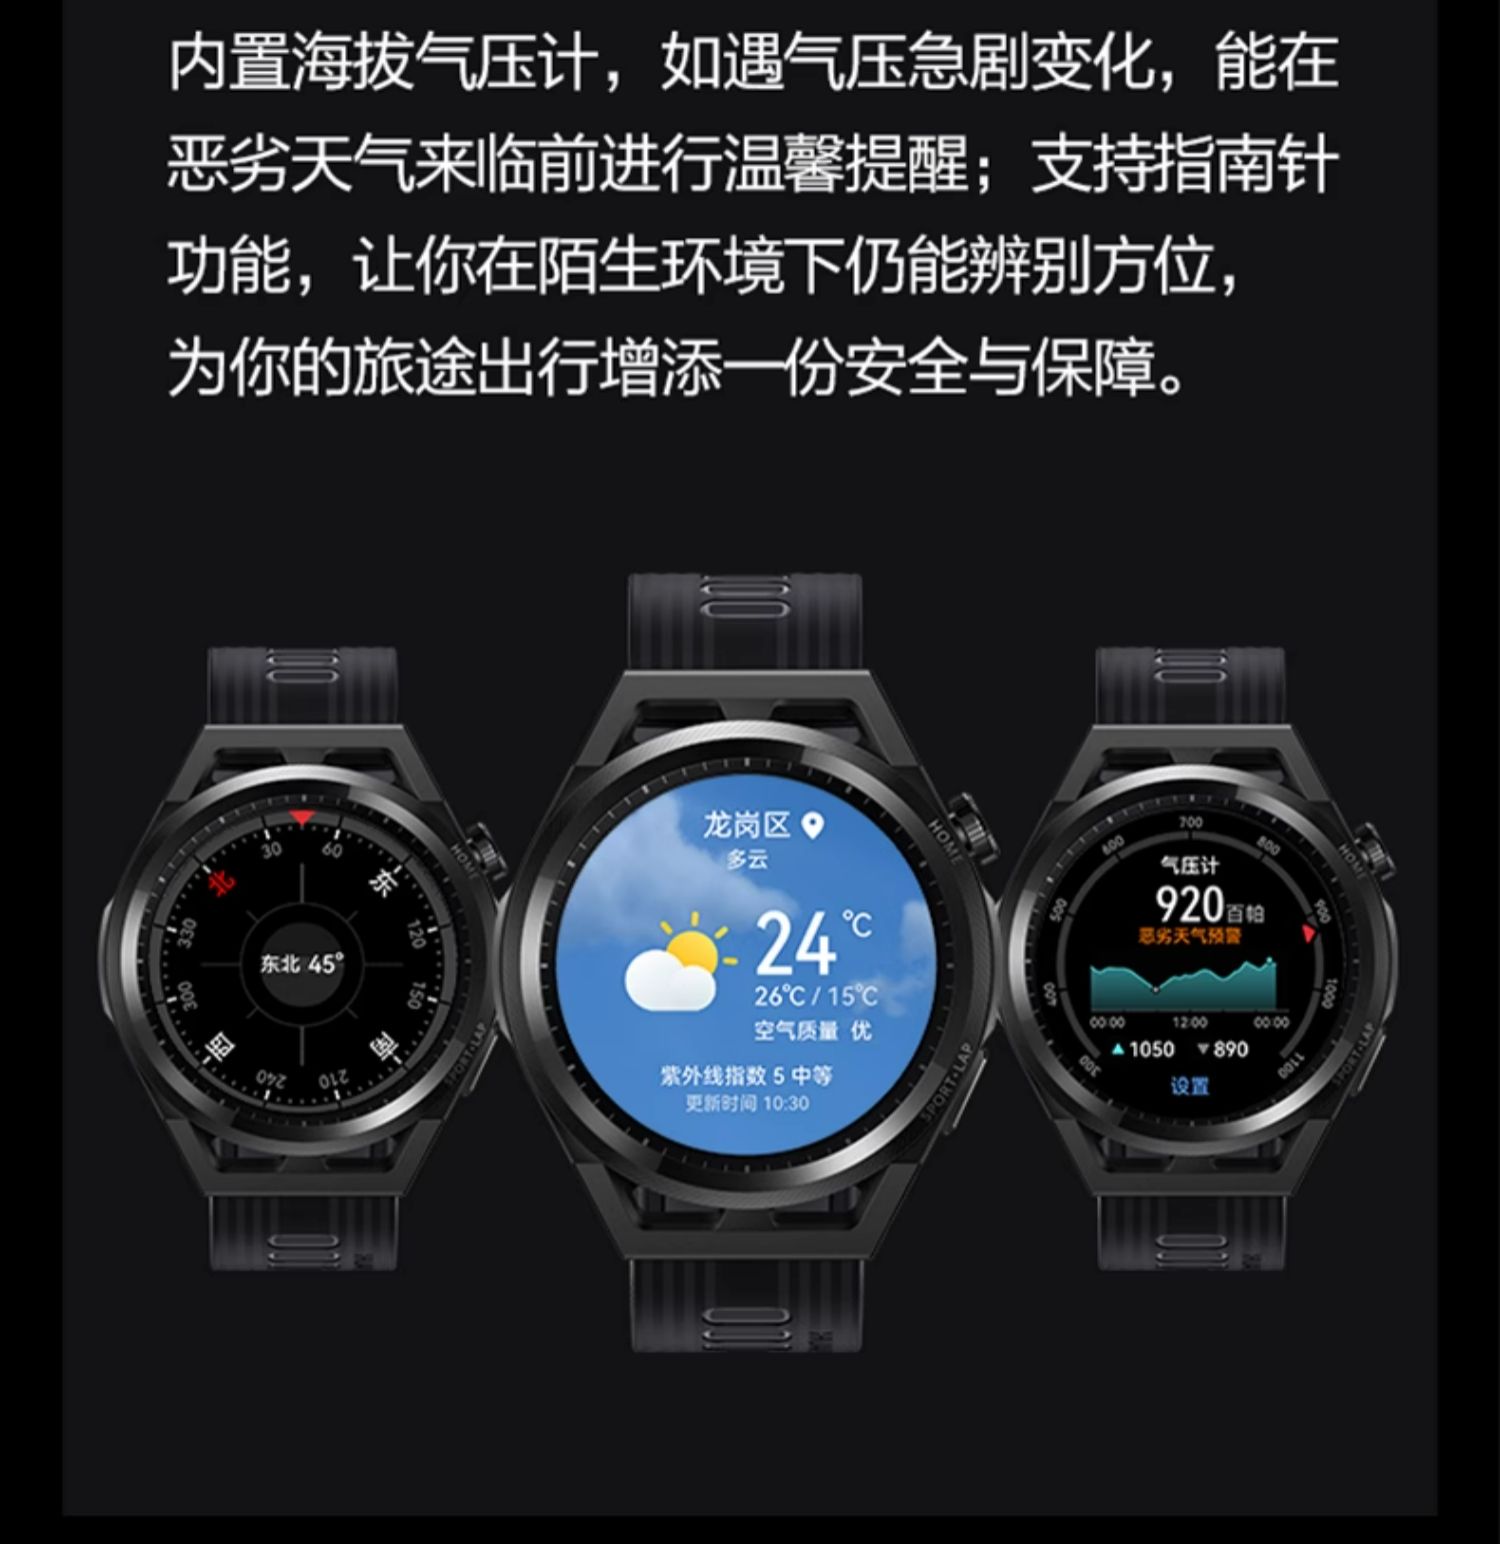 内置海拔气压计，如遇气压急剧变化，能在
恶劣天气来临前进行温馨提醒；支持指南针
功能，让你在陌生环境下仍能辨别方位，
为你的旅途出行增添一份安全与保障。
30
60
北
东
330
120
东北 45°
300
150
西
南
240
210
HOME
SPORT·LAP
龙岗区
多云
24 ℃
26℃ / 15℃
空气质量 优
紫外线指数 5 中等
更新时间 10:30
HOME
SPORT·LAP
700
600
800
气压计
500
920百帕
900
恶劣天气预警
400
1000
00:00 12:00 00:00
▲1050 ▼890
300
1100
设置
HOME
SPORT·LAP